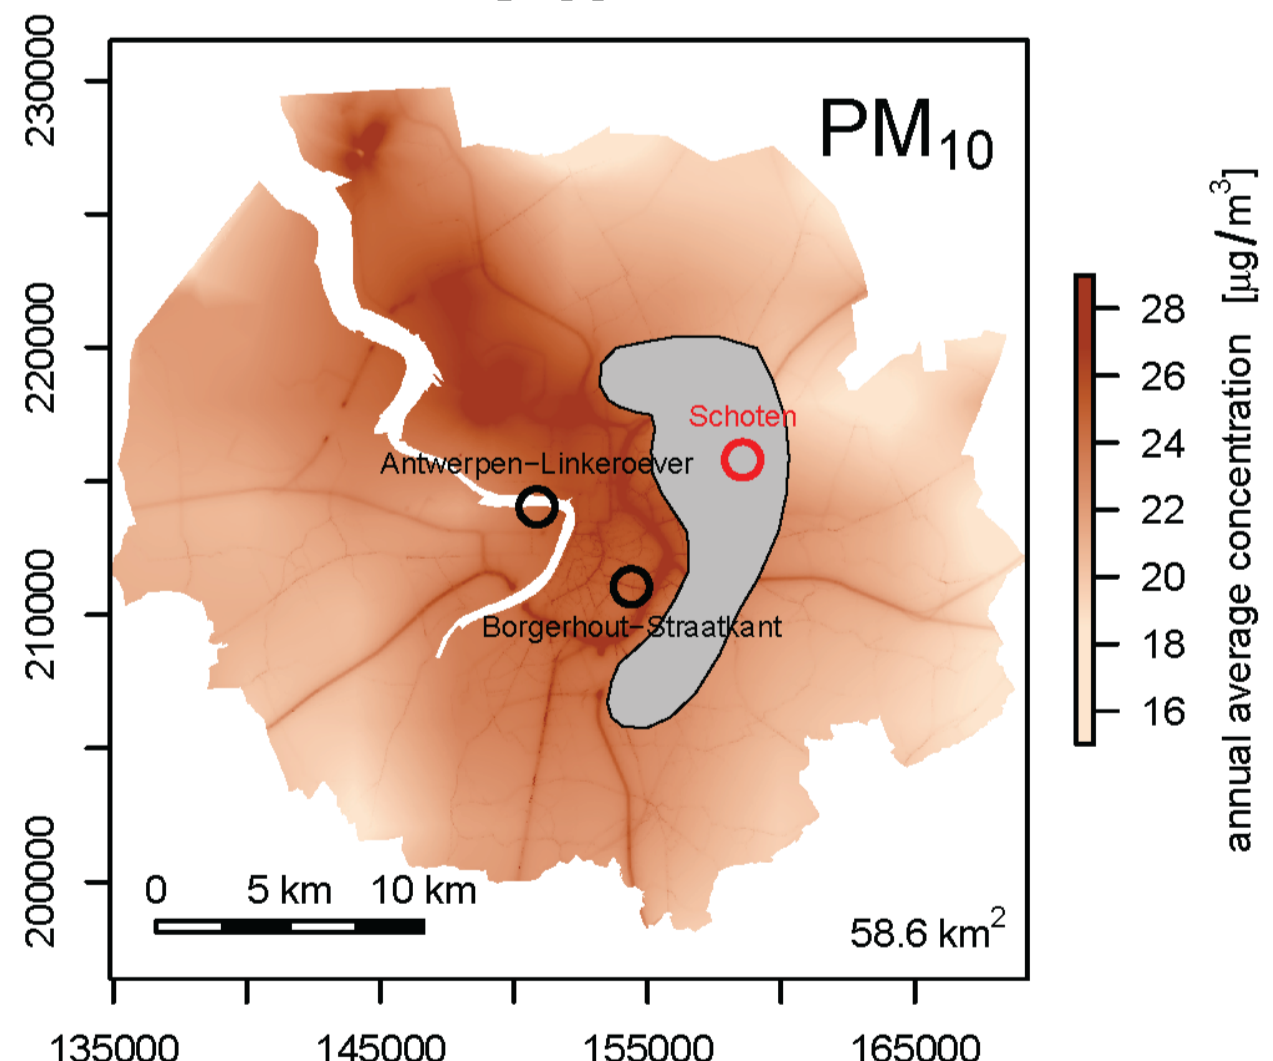 PM10
230000
220000
210000
200000
Schoten
Antwerpen−Linkeroever
Borgerhout−Straatkant
0 5 km 10 km
58.6 km²
135000 145000 155000 165000
28
26
24
22
20
18
16
annual average concentration [µg/m³]